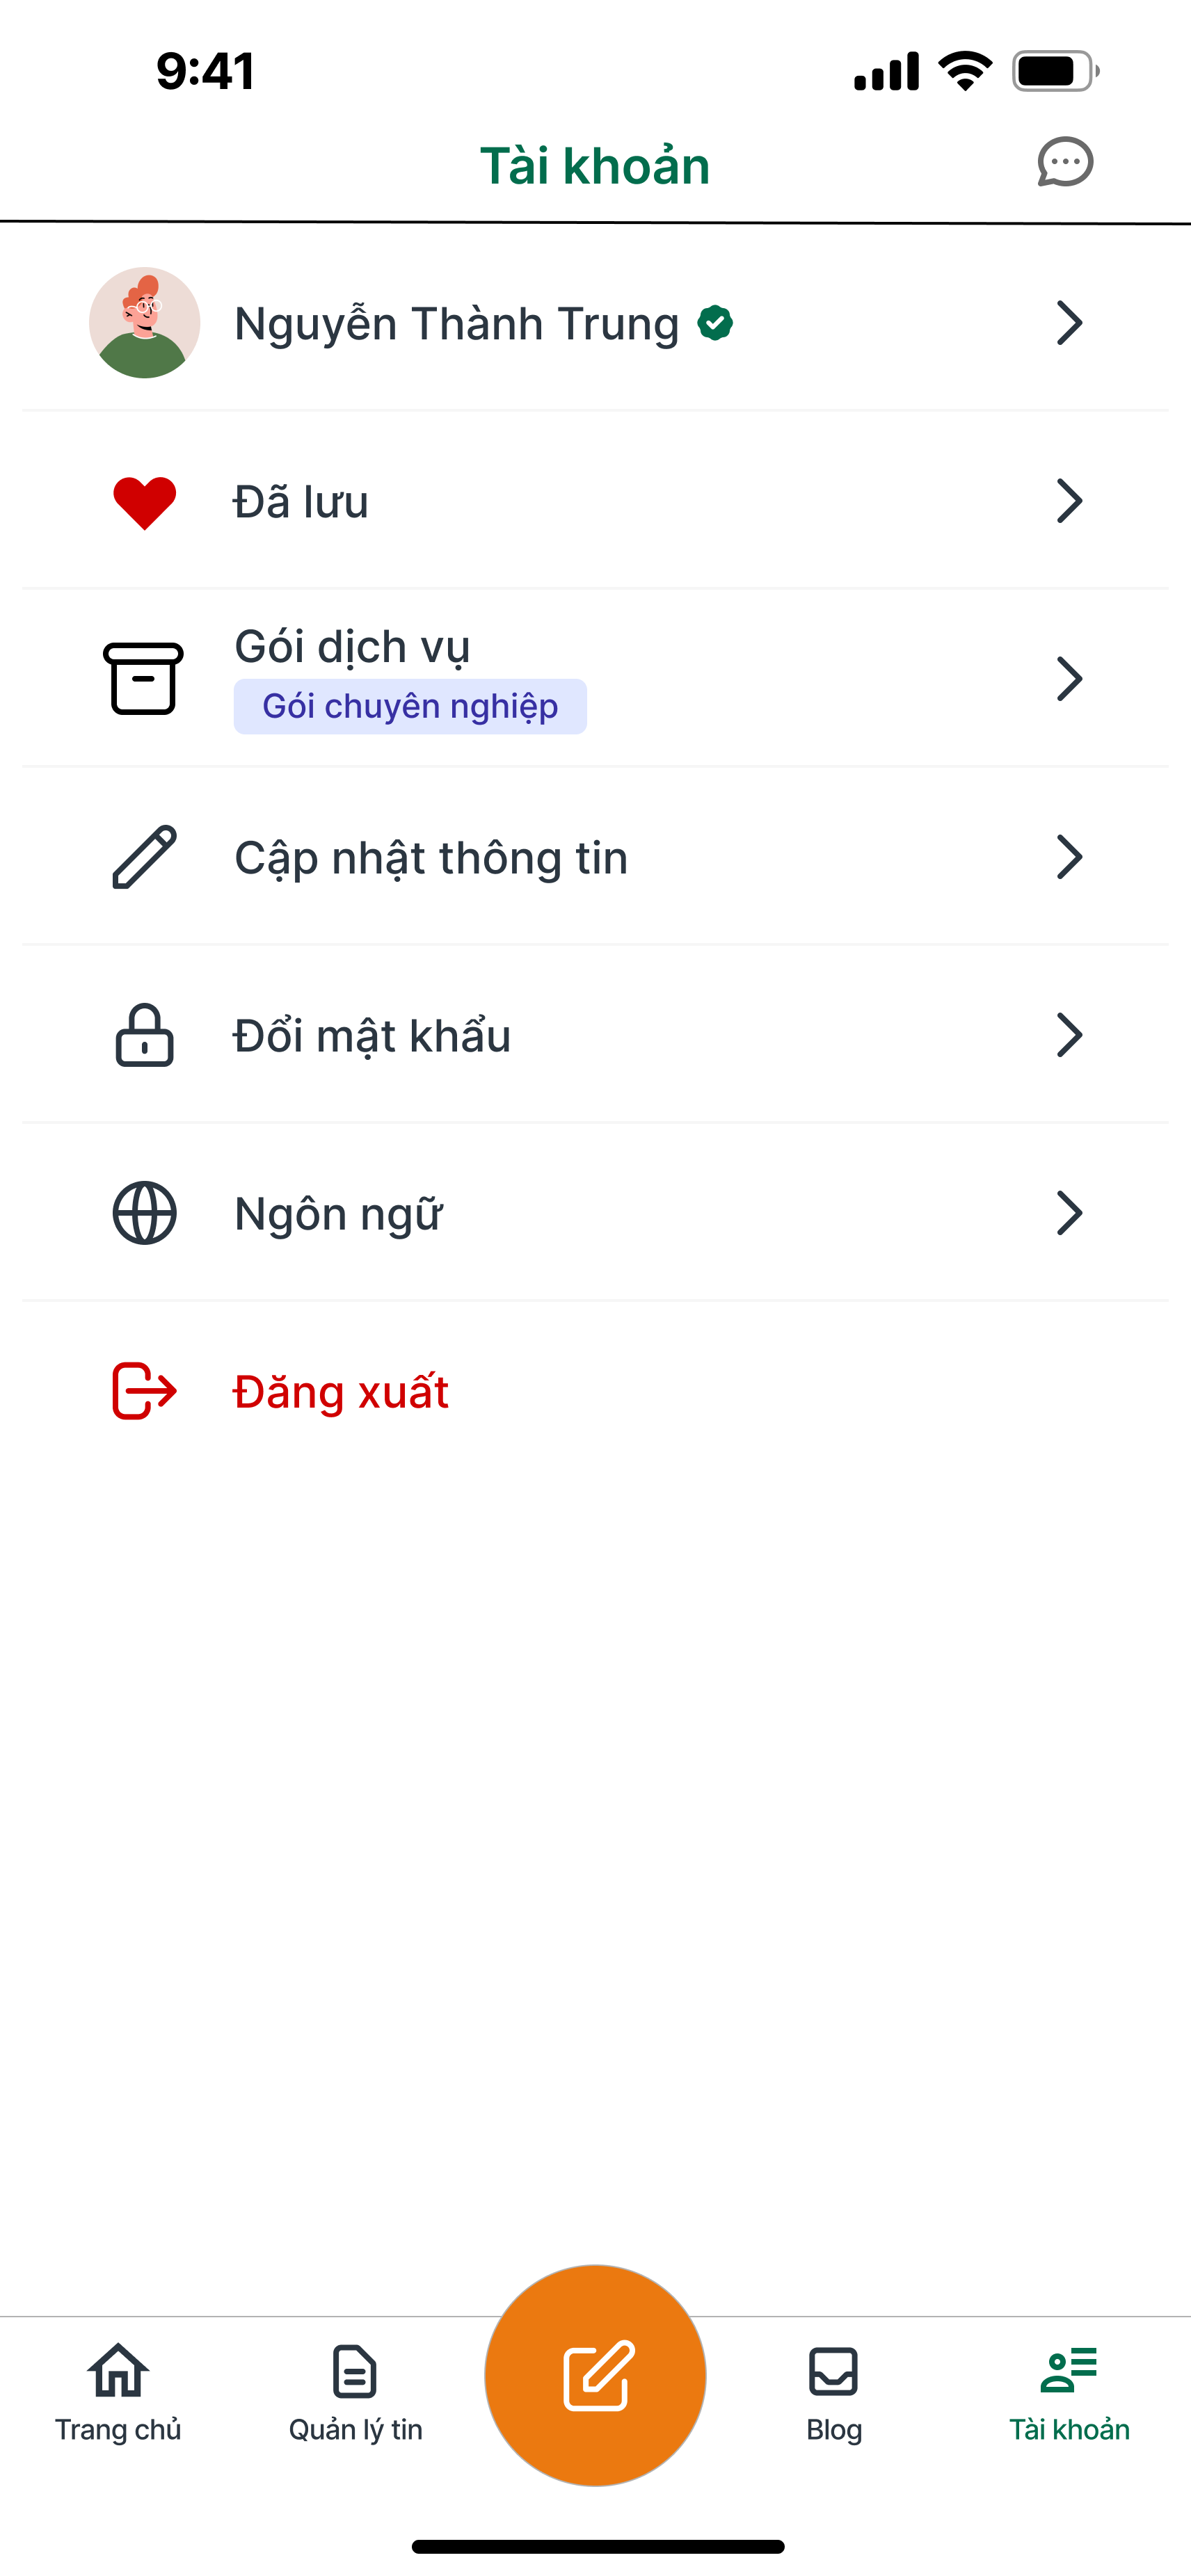 9:41
Tài khoản
Nguyễn Thành Trung
Đã lưu
Gói dịch vụ
Gói chuyên nghiệp
Cập nhật thông tin
Đổi mật khẩu
Ngôn ngữ
Đăng xuất
Trang chủ
Quản lý tin
Blog
Tài khoản